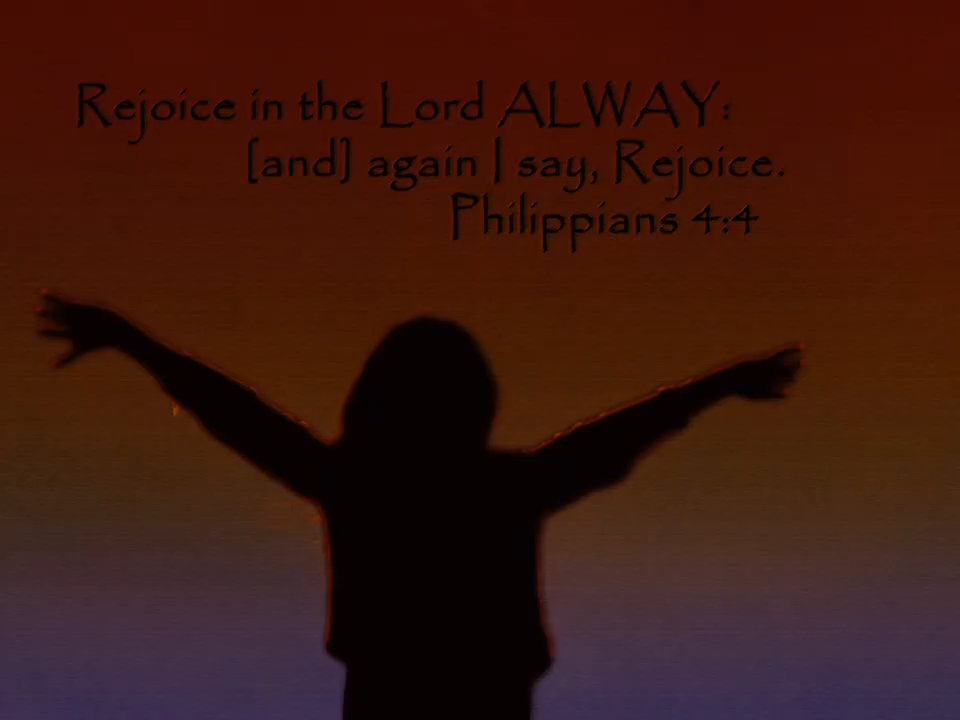 Rejoice in the Lord ALWAY:
[and] again I say, Rejoice.
Philippians 4:4